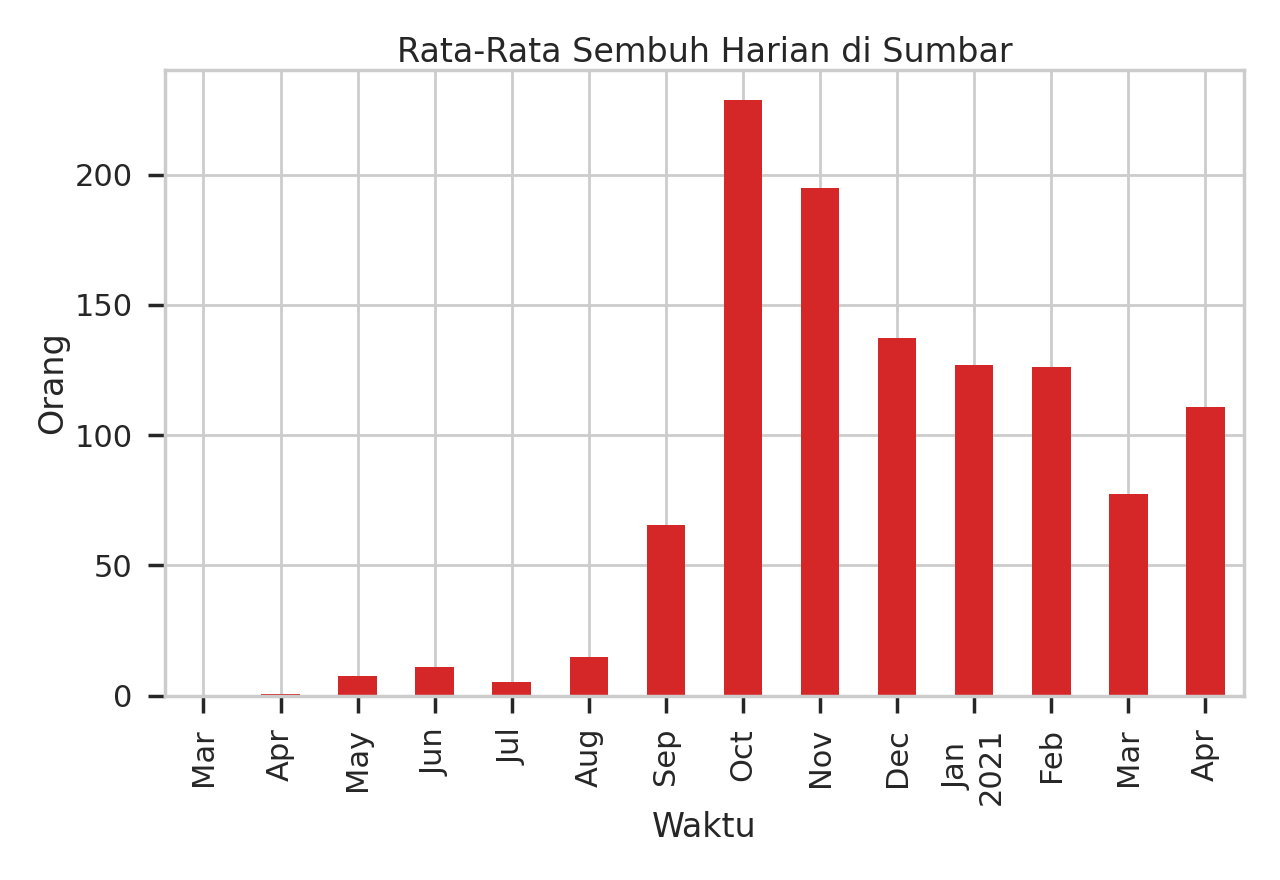 Rata-Rata Sembuh Harian di Sumbar
Orang
200
150
100
50
0
Mar
Apr
May
Jun
Jul
Aug
Sep
Oct
Nov
Dec
Jan
2021
Feb
Mar
Apr
Waktu